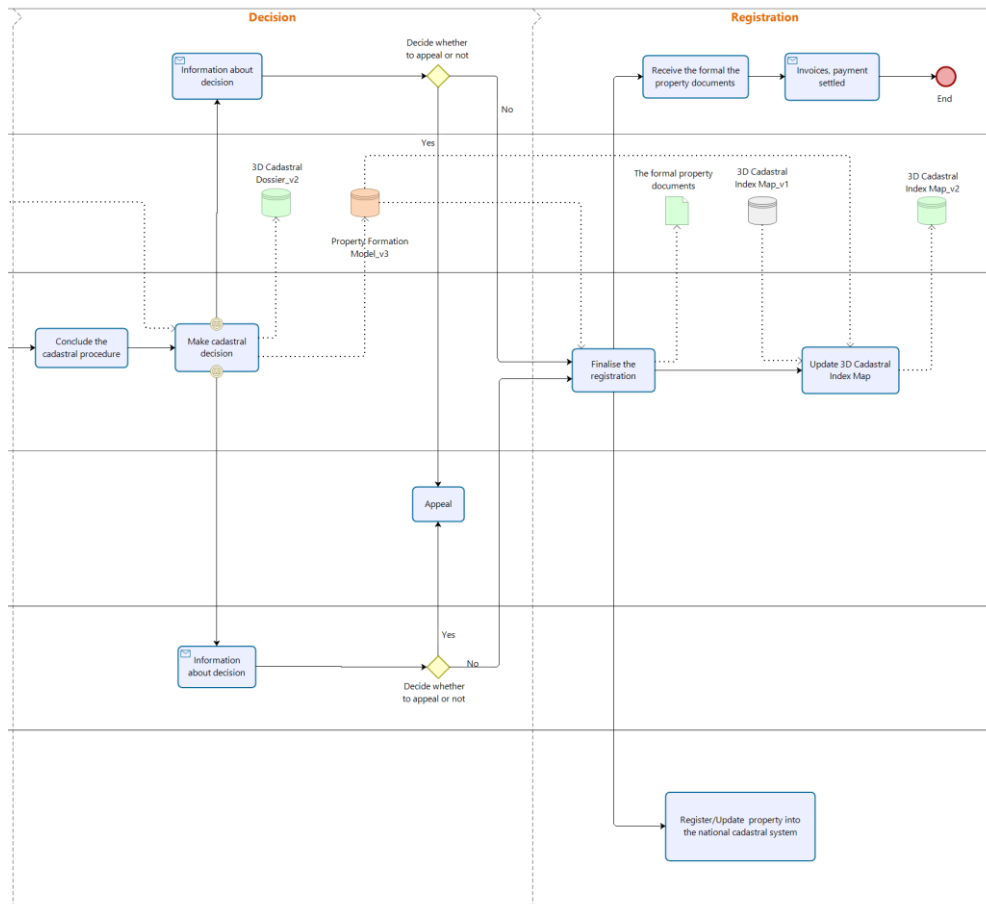 Decision
Registration
Decide whether
to appeal or not
Information about
decision
No
Receive the formal the
property documents
Invoices, payment
settled
End
Yes
3D Cadastral
Dossier_v2
Property Formation
Model_v3
The formal property
documents
3D Cadastral
Index Map_v1
3D Cadastral
Index Map_v2
Conclude the
cadastral procedure
Make cadastral
decision
Finalise the
registration
Update 3D Cadastral
Index Map
Appeal
Yes
Information
about decision
No
Decide whether
to appeal or not
Register/Update property into
the national cadastral system